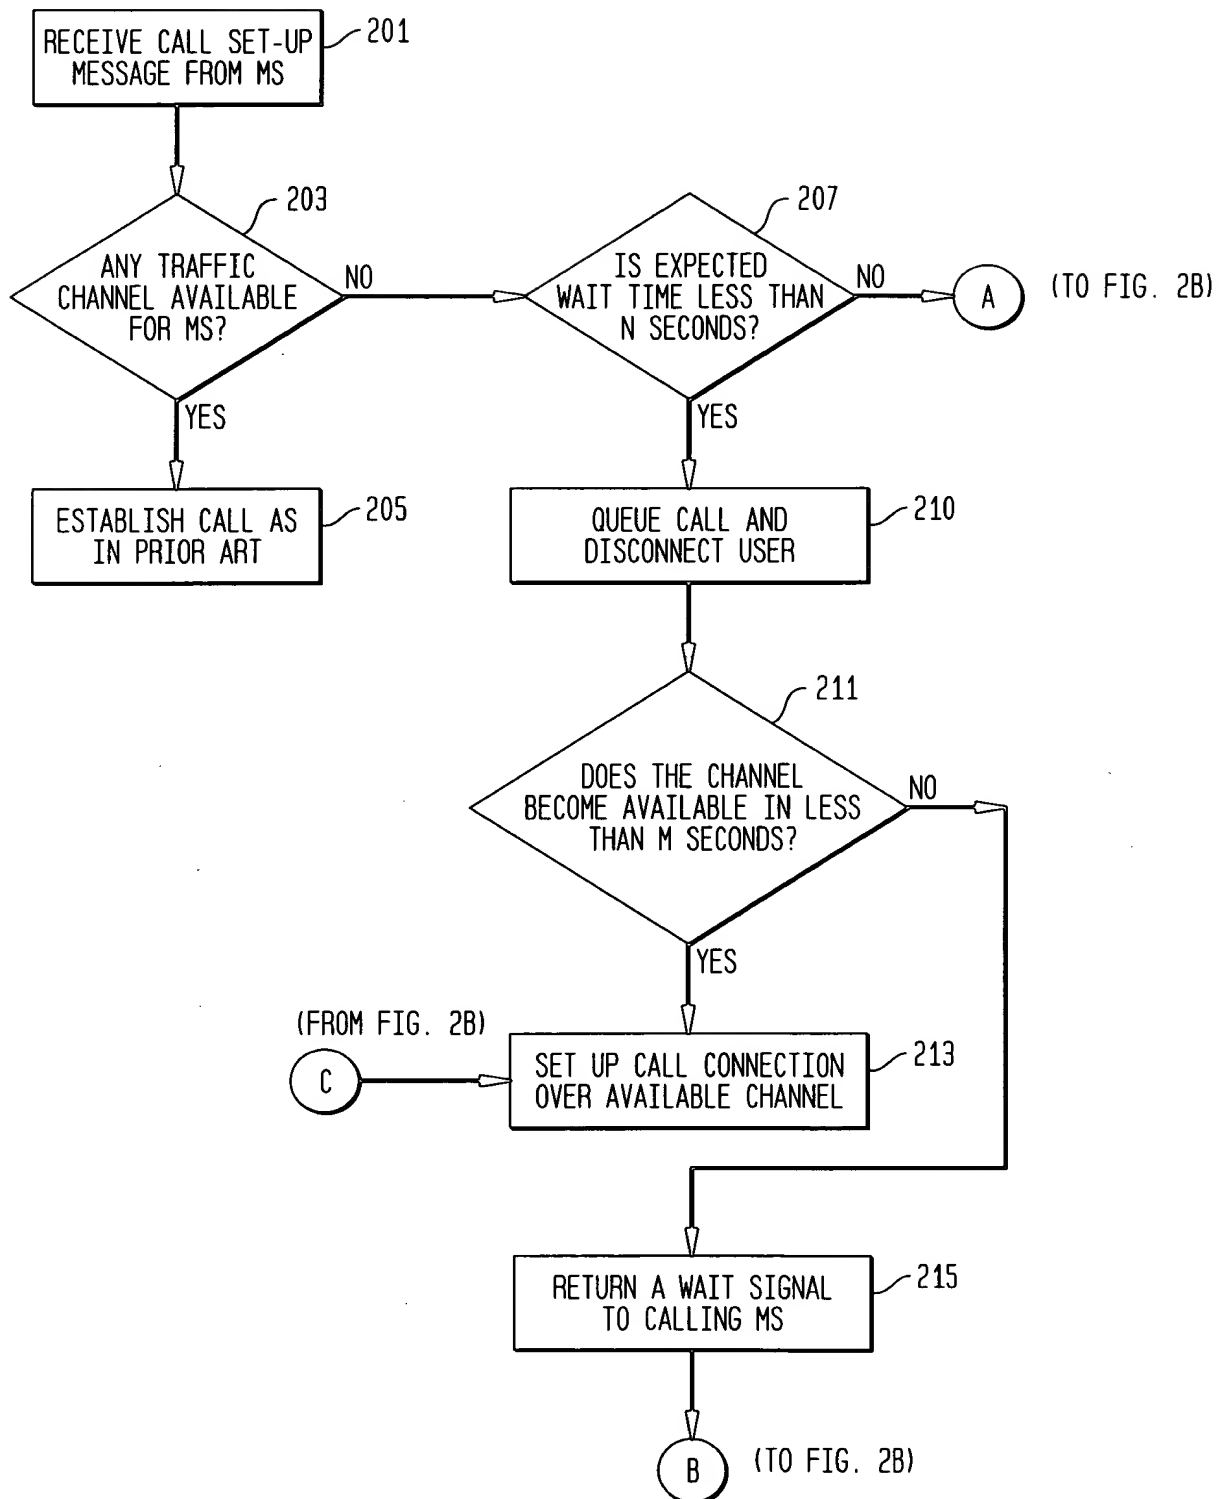 RECEIVE CALL SET-UP
MESSAGE FROM MS
201
203
ANY TRAFFIC
CHANNEL AVAILABLE
FOR MS?
NO
YES
207
IS EXPECTED
WAIT TIME LESS THAN
N SECONDS?
NO
A
(TO FIG. 2B)
YES
ESTABLISH CALL AS
IN PRIOR ART
205
QUEUE CALL AND
DISCONNECT USER
210
211
DOES THE CHANNEL
BECOME AVAILABLE IN LESS
THAN M SECONDS?
NO
YES
(FROM FIG. 2B)
C
SET UP CALL CONNECTION
OVER AVAILABLE CHANNEL
213
RETURN A WAIT SIGNAL
TO CALLING MS
215
B
(TO FIG. 2B)